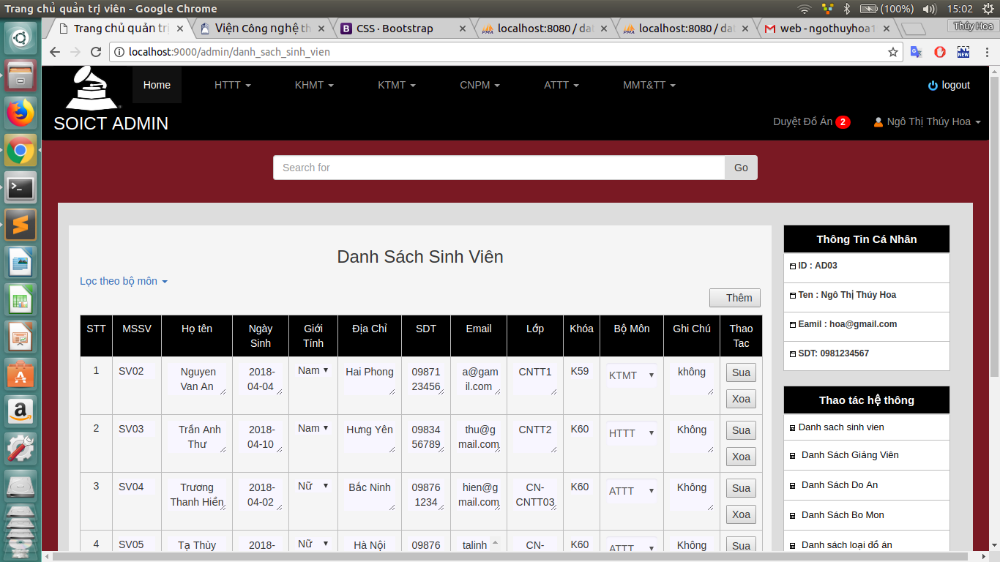 Trang chủ quản trị viên - Google Chrome
(100%)
15:02
Trang chủ quản trị
Viện Công nghệ th
CSS · Bootstrap
localhost:8080 / dat
localhost:8080 / dat
web - ngothuyhoa1
Thúy Hoa
localhost:9000/admin/danh_sach_sinh_vien
NEW
SOICT ADMIN
Home
HTTT
KHMT
KTMT
CNPM
ATTT
MMT&TT
logout
Duyệt Đồ Án 2
Ngô Thị Thúy Hoa
Search for
Go
Danh Sách Sinh Viên
Lọc theo bộ môn
Thêm
STT MSSV Họ tên Ngày Sinh Giới Tính Địa Chỉ SDT Email Lớp Khóa Bộ Môn Ghi Chú Thao Tac
1 SV02 Nguyen Van An 2018-04-04 Nam Hai Phong 0987123456 a@gamil.com CNTT1 K59 KTMT không Sua Xoa
2 SV03 Trần Anh Thư 2018-04-10 Nam Hưng Yên 0983456789 thu@gmail.com CNTT2 K60 HTTT Không Sua Xoa
3 SV04 Trương Thanh Hiền 2018-04-02 Nữ Bắc Ninh 098761234 hien@gmail.com CN-CNTT03 K60 ATTT Không Sua Xoa
4 SV05 Tạ Thùy 2018- Nữ Hà Nội 09876 talinh CN- K60 ATTT Không Sua
Thông Tin Cá Nhân
ID : AD03
Ten : Ngô Thị Thúy Hoa
Eamil : hoa@gmail.com
SDT: 0981234567
Thao tác hệ thông
Danh sach sinh vien
Danh Sách Giảng Viên
Danh Sách Do An
Danh Sách Bo Mon
Danh sách loại đồ án